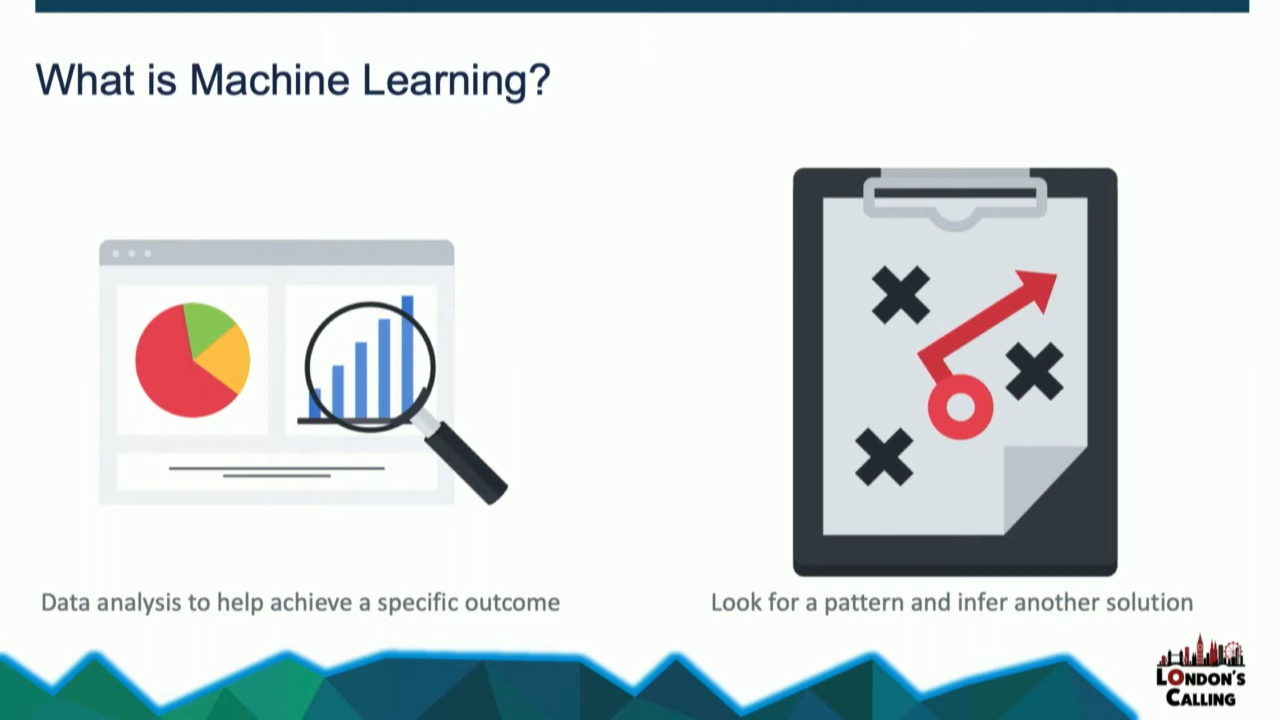 What is Machine Learning?
Data analysis to help achieve a specific outcome
Look for a pattern and infer another solution
LONDON'S
CALLING